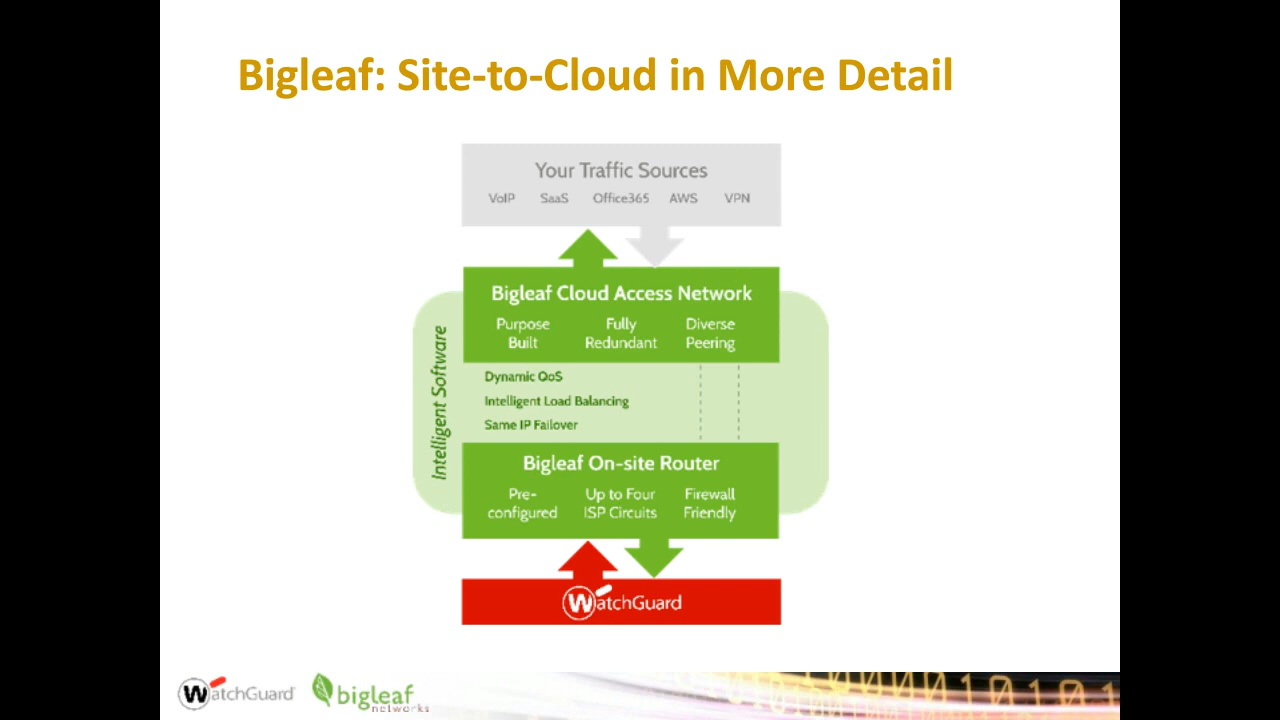 Bigleaf: Site-to-Cloud in More Detail
Your Traffic Sources
VoIP SaaS Office365 AWS VPN
Bigleaf Cloud Access Network
Purpose Built
Fully Redundant
Diverse Peering
Intelligent Software
Dynamic QoS
Intelligent Load Balancing
Same IP Failover
Bigleaf On-site Router
Pre-configured
Up to Four ISP Circuits
Firewall Friendly
WatchGuard
WatchGuard
bigleaf
networks